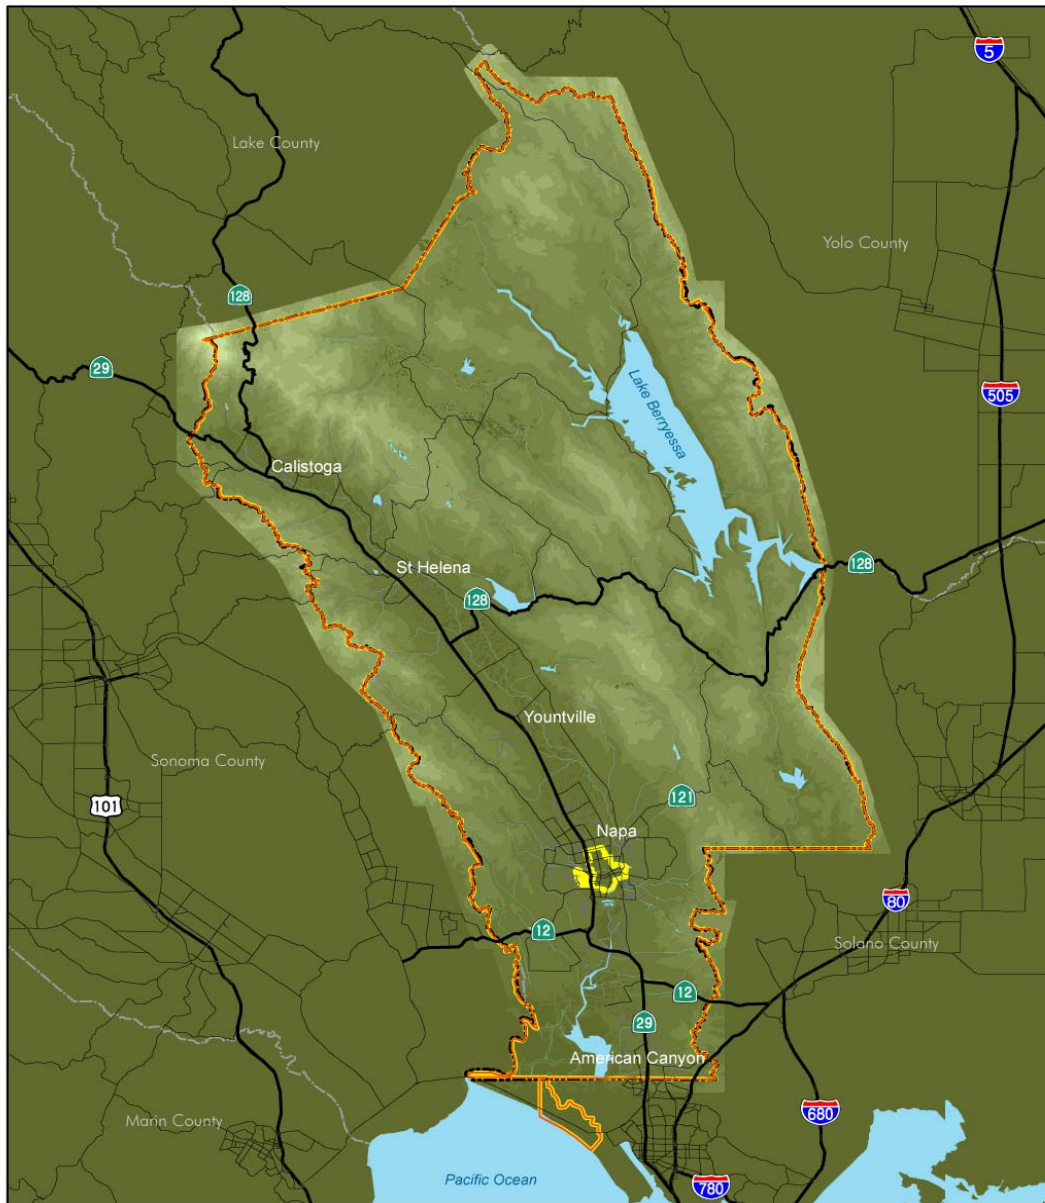 5
Lake County
Yolo County
128
29
505
Lake Berryessa
Calistoga
St Helena
128
128
Yountville
Sonoma County
101
121
Napa
80
12
Solano County
12
29
American Canyon
Marin County
680
Pacific Ocean
780